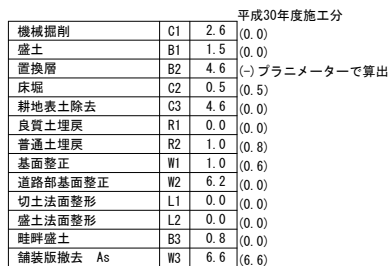 平成30年度施工分
機械掘削 C1 2.6 (0.0)
盛土 B1 1.5 (0.0)
置換層 B2 4.6 (-)プラニメーターで算出
床堀 C2 0.5 (0.5)
耕地表土除去 C3 4.6 (0.0)
良質土埋戻 R1 0.0 (0.0)
普通土埋戻 R2 1.0 (0.8)
基面整正 W1 1.0 (0.6)
道路部基面整正 W2 6.2 (0.0)
切土法面整形 L1 0.0 (0.0)
盛土法面整形 L2 0.0 (0.0)
畦畔盛土 B3 0.8 (0.0)
舗装版撤去 As W3 6.6 (6.6)